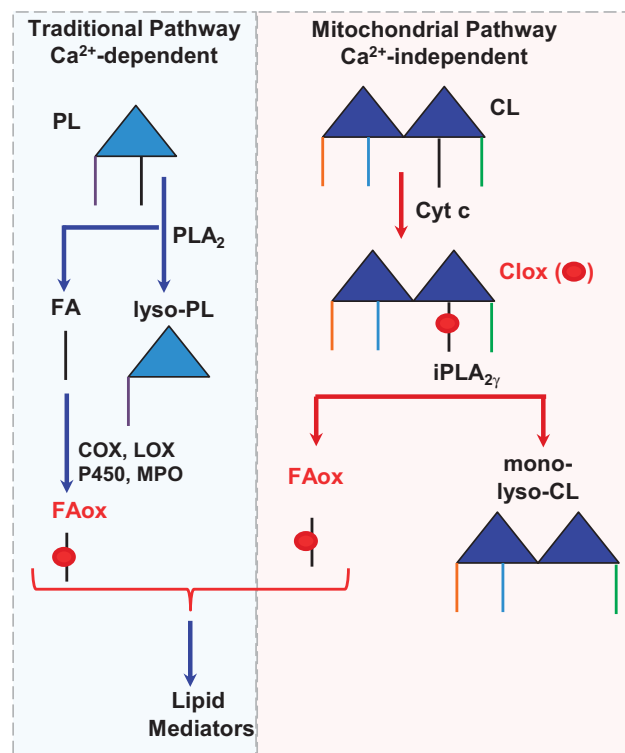 Traditional Pathway
Ca²⁺-dependent
PL
PLA₂
FA
lyso-PL
COX, LOX
P450, MPO
FAox
Mitochondrial Pathway
Ca²⁺-independent
CL
Cyt c
Clox ( )
iPLA₂γ
FAox
mono-
lyso-CL
Lipid
Mediators